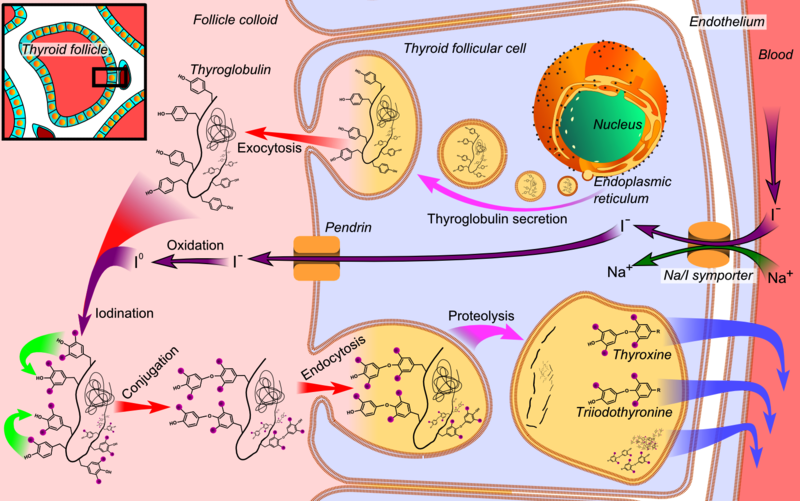 Thyroid follicle
Follicle colloid
Thyroglobulin
Thyroid follicular cell
Endothelium
Blood
Nucleus
Exocytosis
Endoplasmic
reticulum
Thyroglobulin secretion
Pendrin
I⁻
I⁻
Oxidation
I⁰
I⁻
Na⁺
Na/I symporter
Na⁺
Iodination
Conjugation
Endocytosis
Proteolysis
Thyroxine
Triiodothyronine